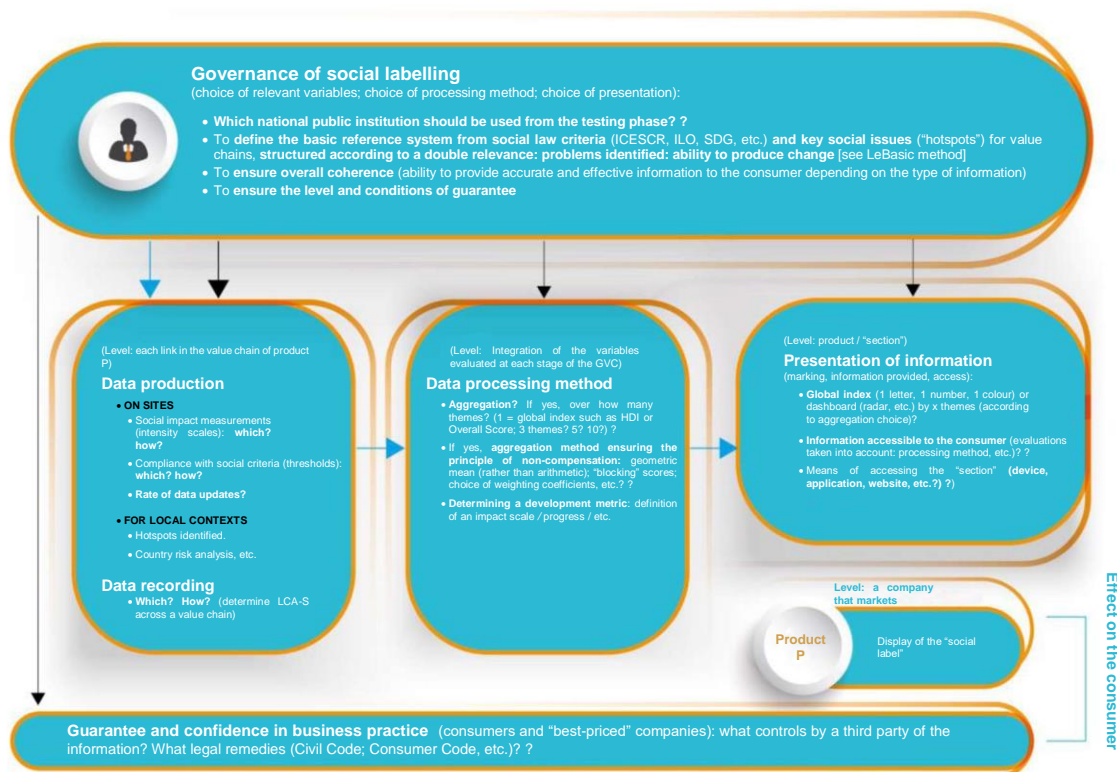 Governance of social labelling
(choice of relevant variables; choice of processing method; choice of presentation):
• Which national public institution should be used from the testing phase? ?
• To define the basic reference system from social law criteria (ICESCR, ILO, SDG, etc.) and key social issues (“hotspots”) for value
chains, structured according to a double relevance: problems identified: ability to produce change [see LeBasic method]
• To ensure overall coherence (ability to provide accurate and effective information to the consumer depending on the type of information)
• To ensure the level and conditions of guarantee
(Level: each link in the value chain of product
P)
Data production
• ON SITES
• Social impact measurements
(intensity scales): which?
how?
• Compliance with social criteria (thresholds):
which? how?
• Rate of data updates?
• FOR LOCAL CONTEXTS
• Hotspots identified.
• Country risk analysis, etc.
Data recording
• Which? How? (determine LCA-S
across a value chain)
(Level: Integration of the variables
evaluated at each stage of the GVC)
Data processing method
• Aggregation? If yes, over how many
themes? (1 = global index such as HDI or
Overall Score; 3 themes? 5? 10?) ?
• If yes, aggregation method ensuring the
principle of non-compensation: geometric
mean (rather than arithmetic); “blocking” scores;
choice of weighting coefficients, etc.? ?
• Determining a development metric: definition
of an impact scale / progress / etc.
(Level: product / “section”)
Presentation of information
(marking, information provided, access):
• Global index (1 letter, 1 number, 1 colour) or
dashboard (radar, etc.) by x themes (according
to aggregation choice)?
• Information accessible to the consumer (evaluations
taken into account: processing method, etc.)? ?
• Means of accessing the “section” (device,
application, website, etc.?) ?)
Level: a company
that markets
Product
P
Display of the “social
label”
Effect on the consumer
Guarantee and confidence in business practice (consumers and “best-priced” companies): what controls by a third party of the
information? What legal remedies (Civil Code; Consumer Code, etc.)? ?